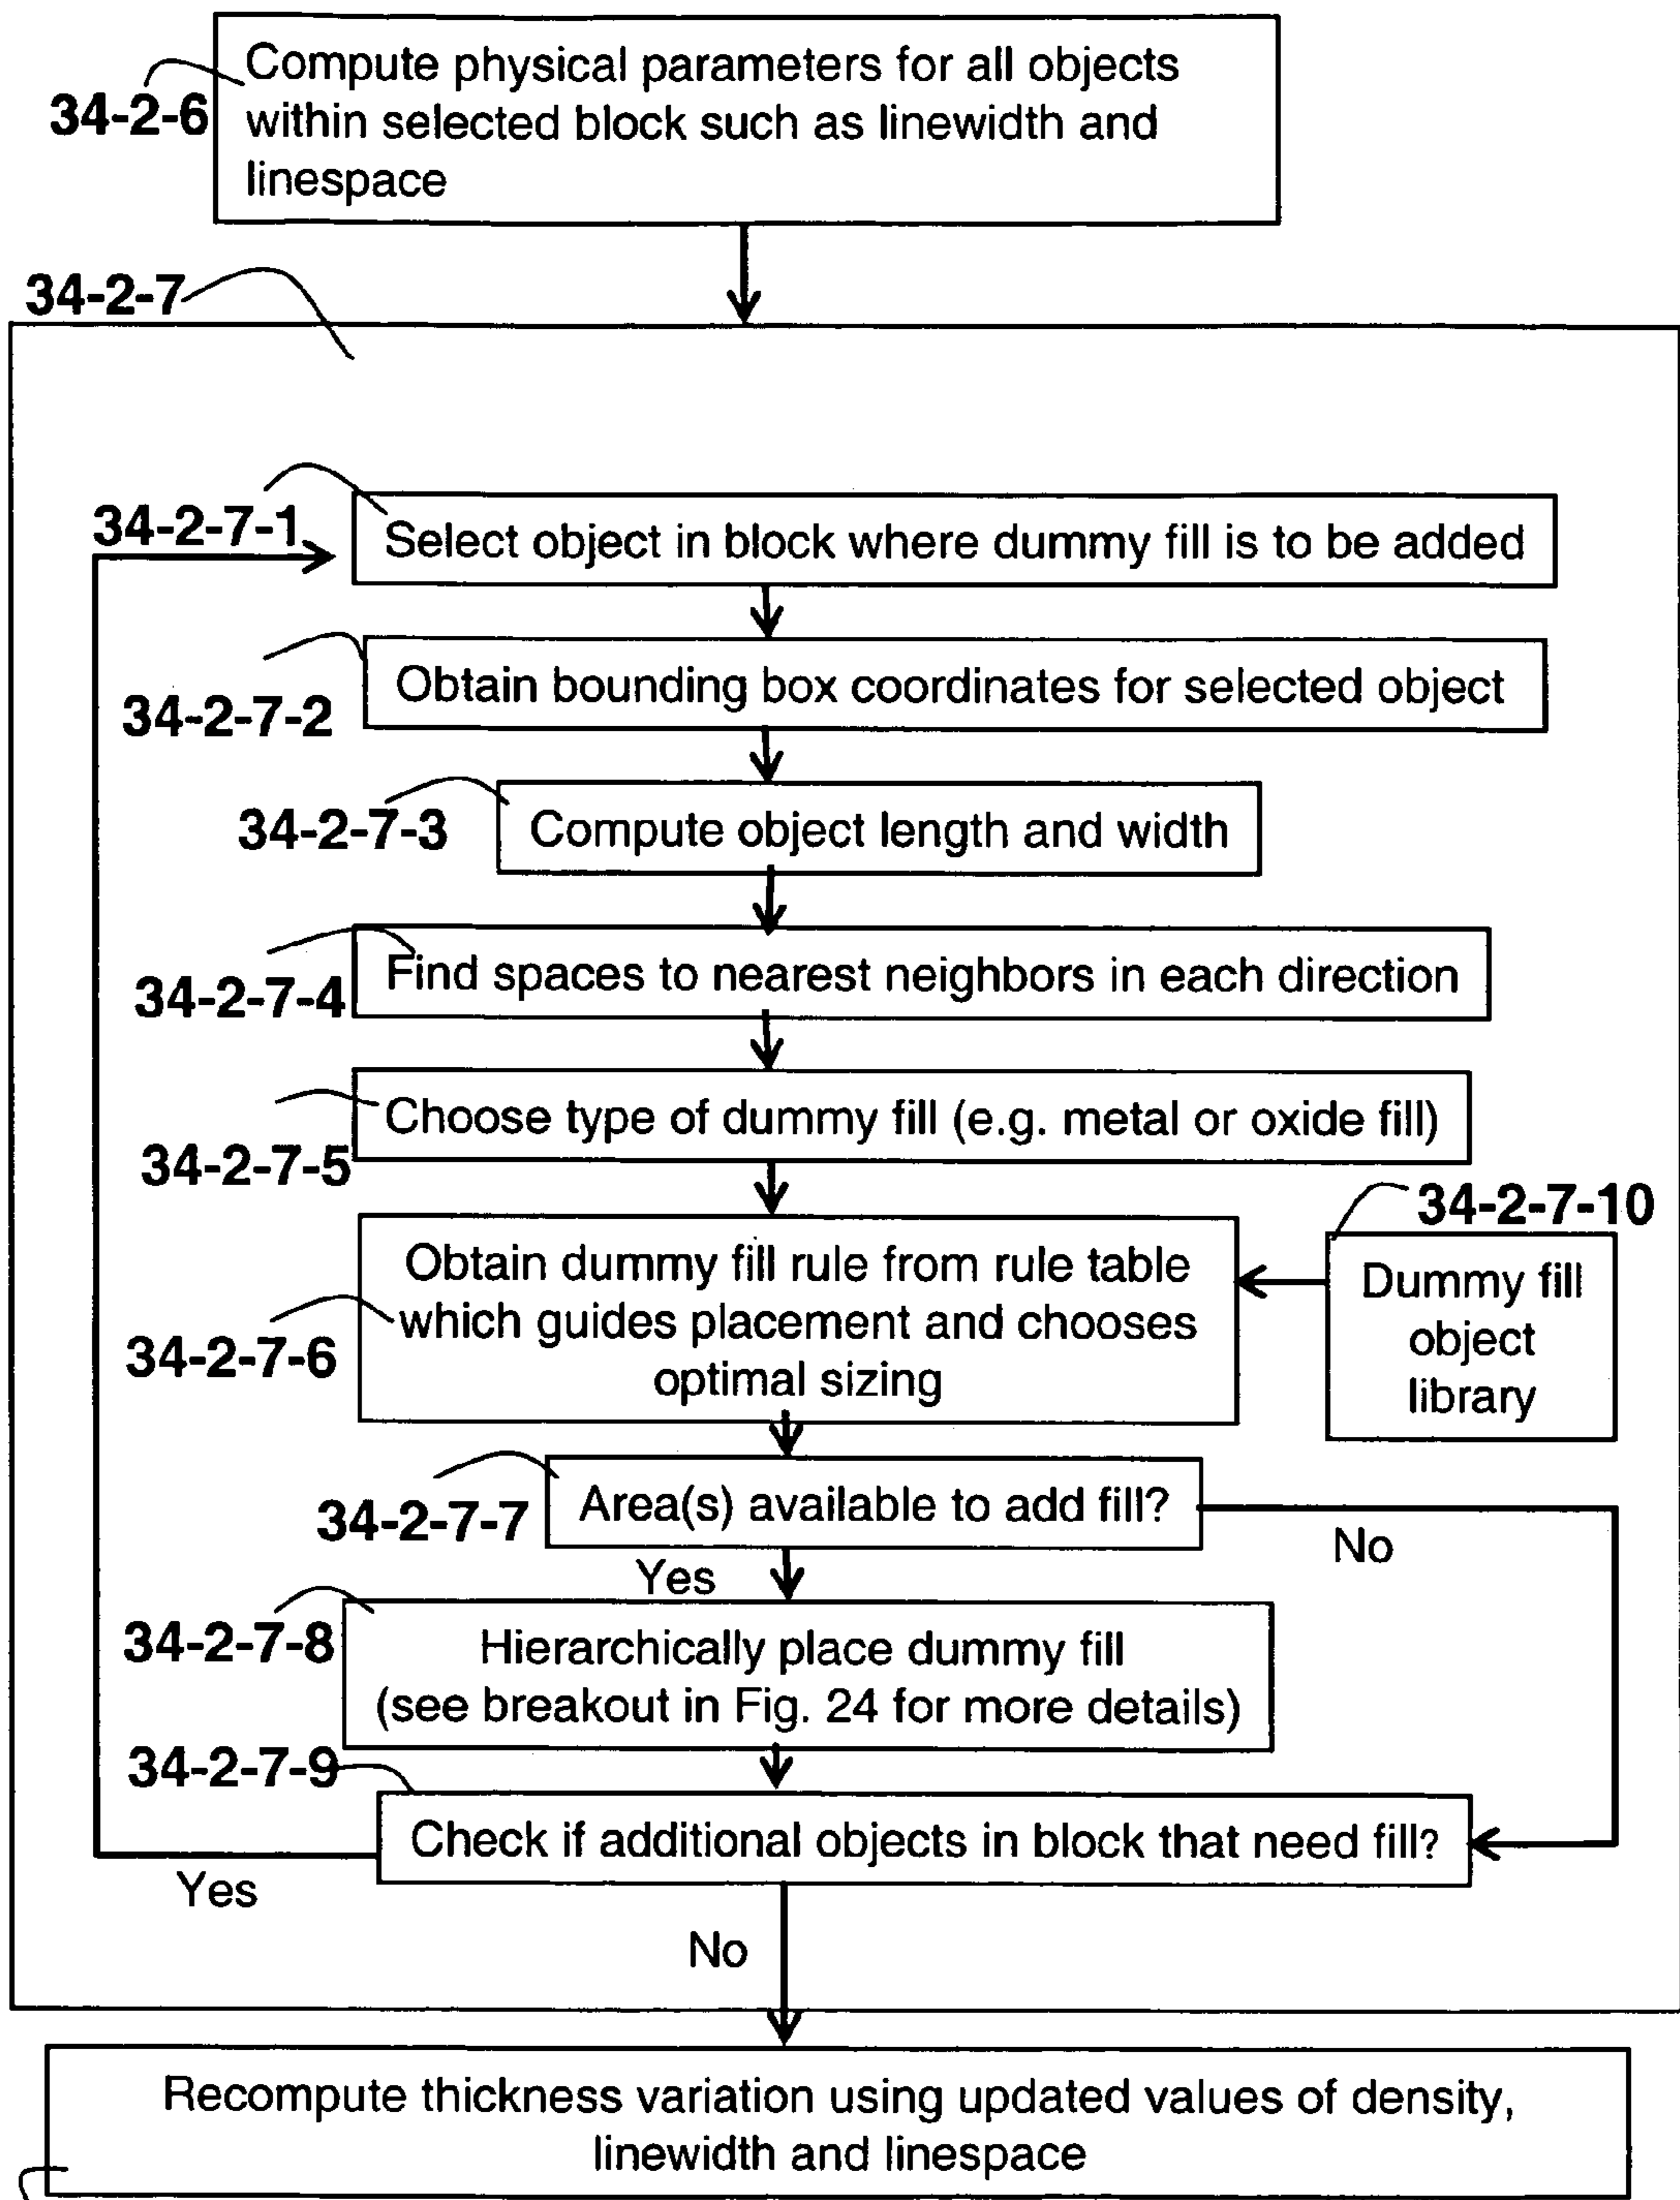 Compute physical parameters for all objects
34-2-6
within selected block such as linewidth and
linespace
34-2-7
34-2-7-1
Select object in block where dummy fill is to be added
Obtain bounding box coordinates for selected object
34-2-7-2
34-2-7-3
Compute object length and width
Find spaces to nearest neighbors in each direction
34-2-7-4
Choose type of dummy fill (e.g. metal or oxide fill)
34-2-7-5
34-2-7-10
Obtain dummy fill rule from rule table
which guides placement and chooses
optimal sizing
34-2-7-6
Dummy fill
object
library
Area(s) available to add fill?
34-2-7-7
No
Yes
34-2-7-8
Hierarchically place dummy fill
(see breakout in Fig. 24 for more details)
34-2-7-9
Check if additional objects in block that need fill?
Yes
No
Recompute thickness variation using updated values of density,
linewidth and linespace